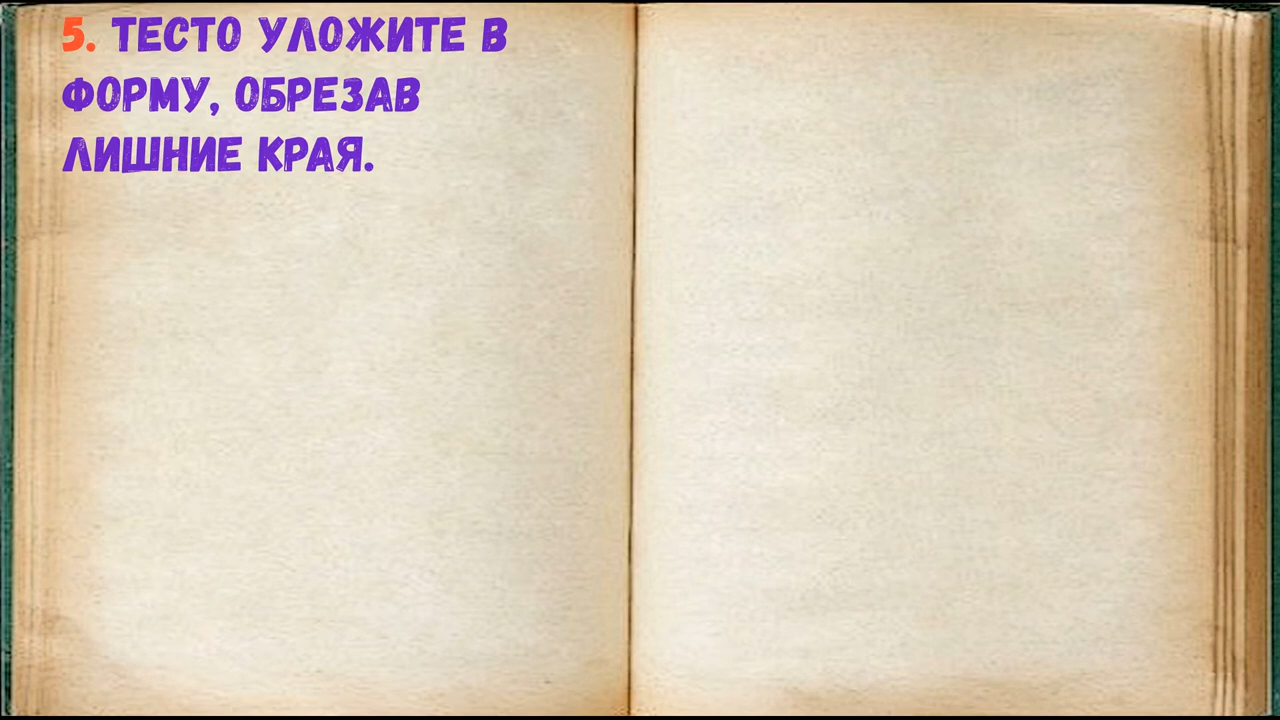 5. ТЕСТО УЛОЖИТЕ В
ФОРМУ, ОБРЕЗАВ
ЛИШНИЕ КРАЯ.